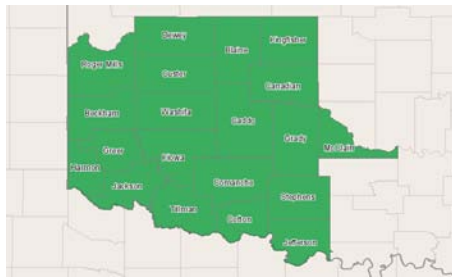 Dewey
Kingfisher
Blaine
Roger Mills
Custer
Canadian
Beckham
Washita
Caddo
Grady
McClain
Greer
Kiowa
Harmon
Jackson
Comanche
Stephens
Tillman
Cotton
Jefferson